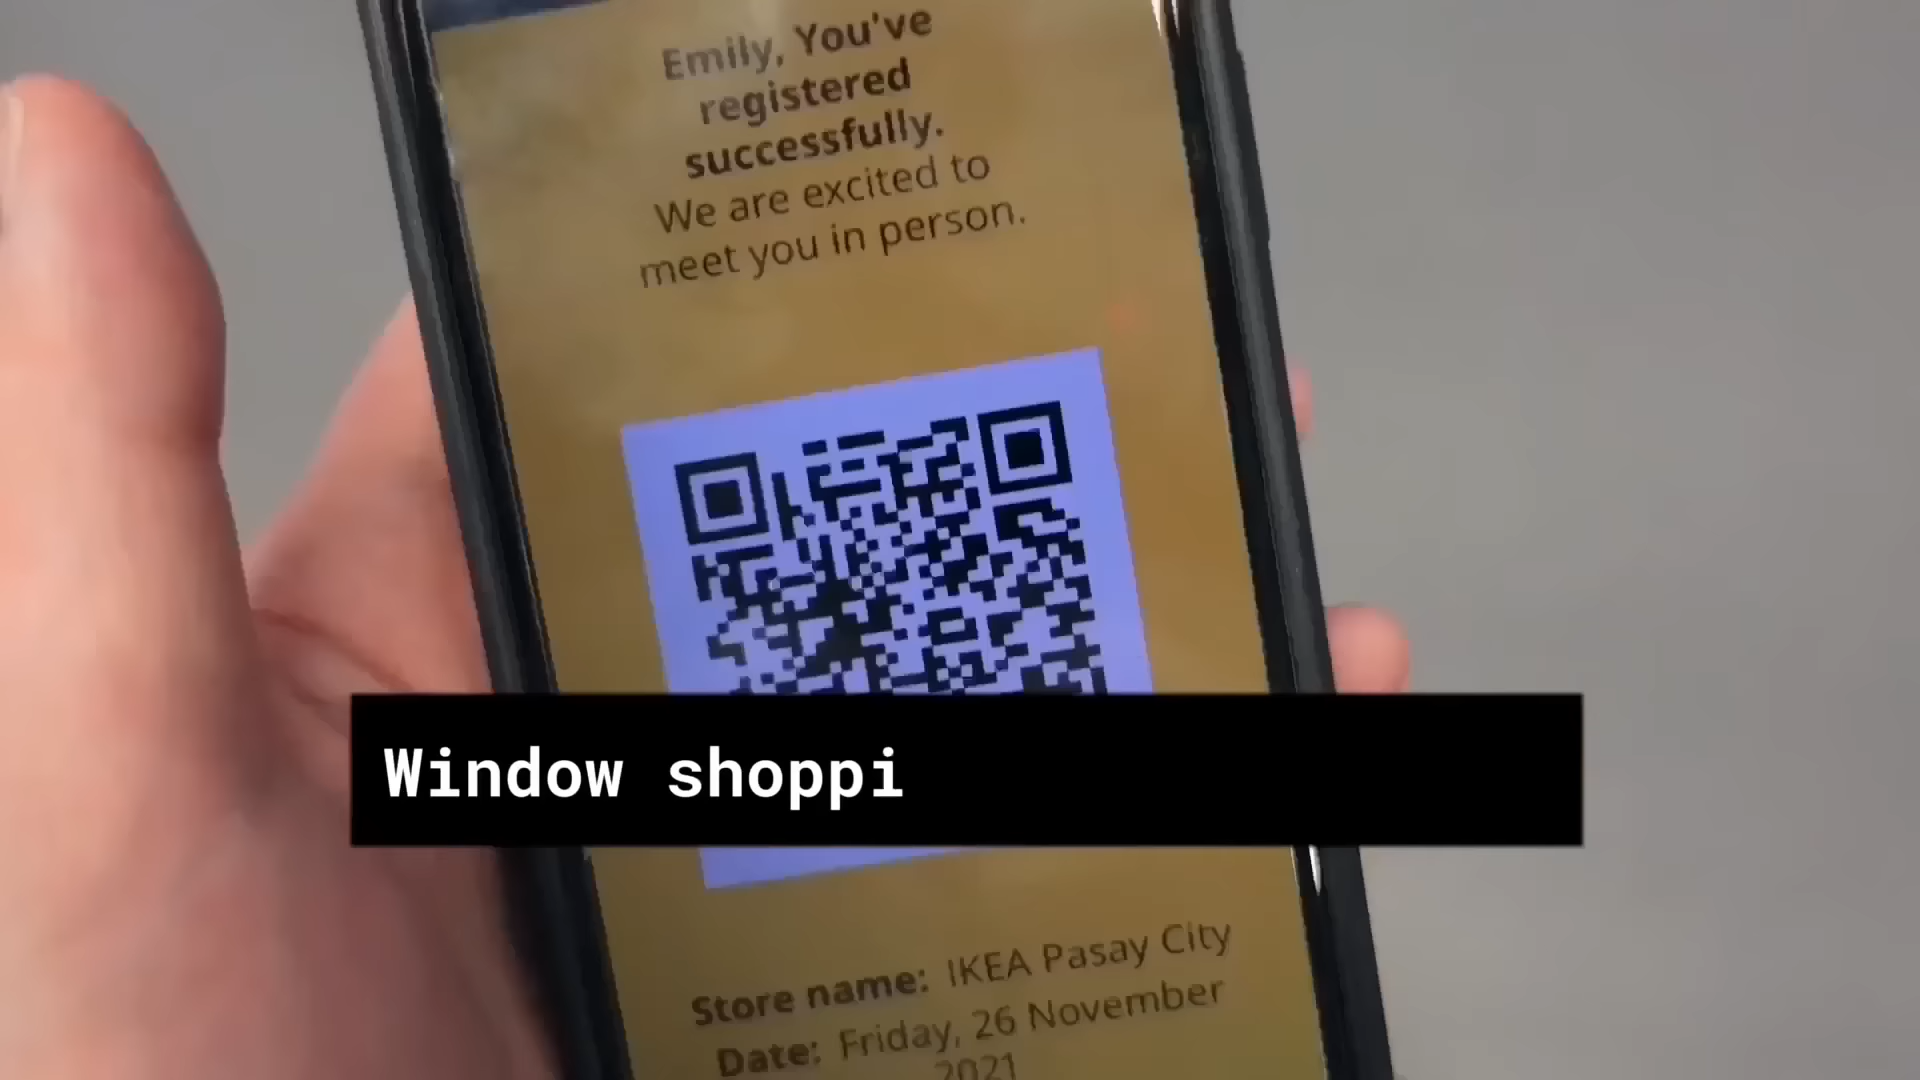 Emily, You've
registered
successfully.
We are excited to
meet you in person.
Window shoppi
Store name: IKEA Pasay City
Date: Friday, 26 November
2021